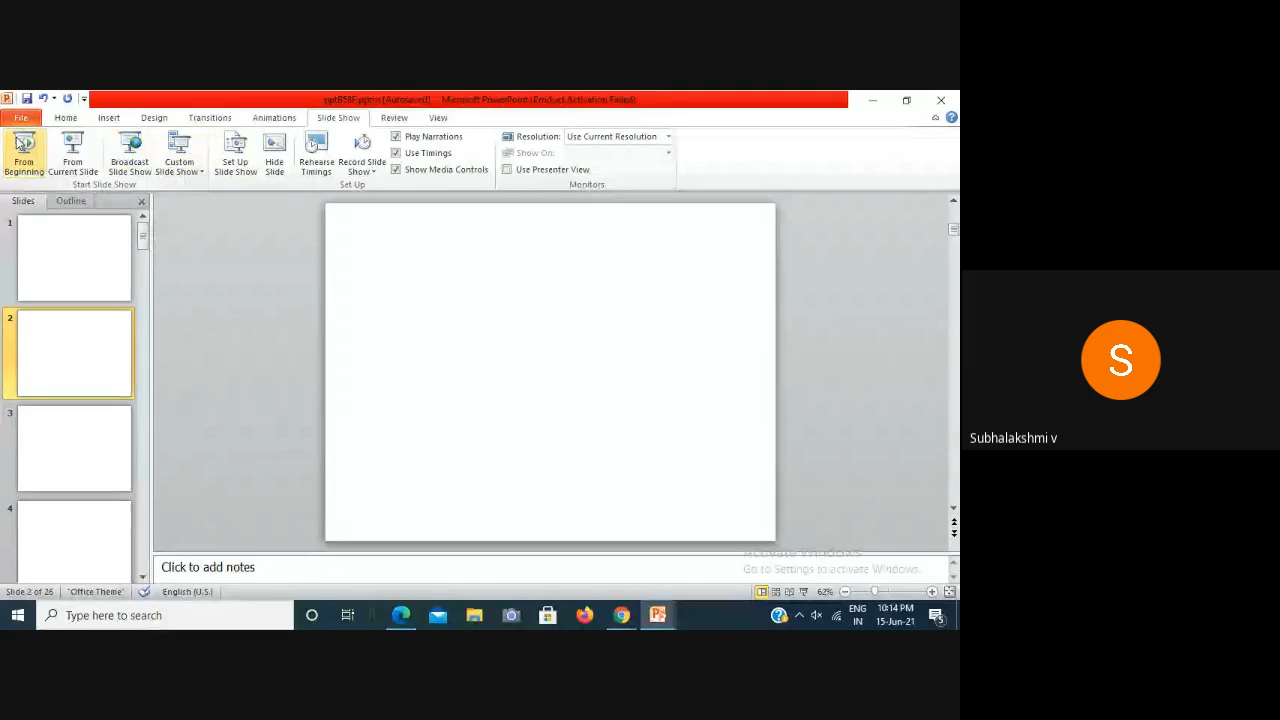 ppt858F.pptm [Autosaved] - Microsoft PowerPoint (Product Activation Failed)
File Home Insert Design Transitions Animations Slide Show Review View
From Beginning
From Current Slide
Broadcast Slide Show
Custom Slide Show
Set Up Slide Show
Hide Slide
Rehearse Timings
Record Slide Show
Play Narrations
Use Timings
Show Media Controls
Resolution: Use Current Resolution
Show On:
Use Presenter View
Start Slide Show
Set Up
Monitors
Slides Outline
1
2
3
4
S
Subhalakshmi v
Activate Windows
Go to Settings to activate Windows.
Click to add notes
Slide 2 of 26 "Office Theme" English (U.S.) 62%
Type here to search
ENG
IN
10:14 PM
15-Jun-21
5